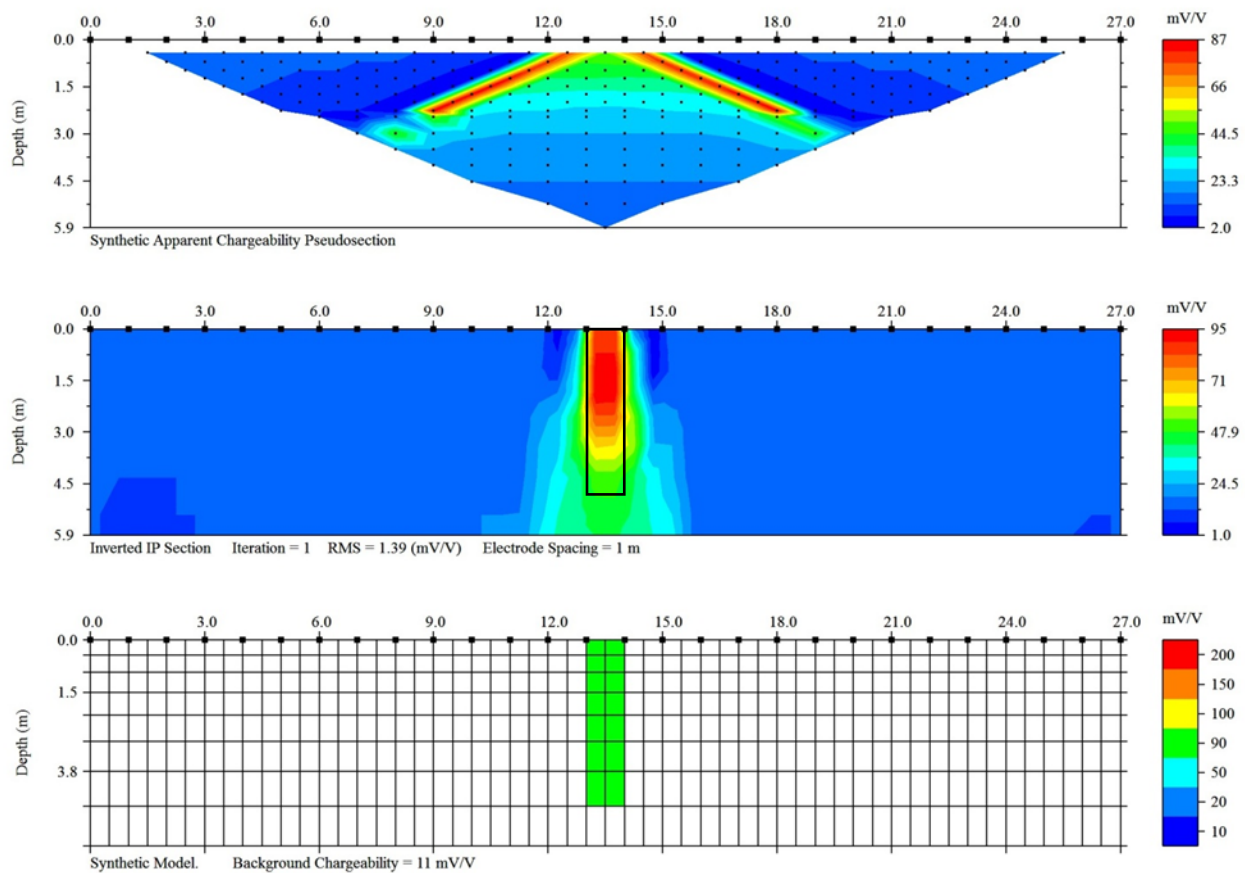 0.0 3.0 6.0 9.0 12.0 15.0 18.0 21.0 24.0 27.0
mV/V
0.0
1.5
3.0
4.5
5.9
Depth (m)
87
66
44.5
23.3
2.0
Synthetic Apparent Chargeability Pseudosection
0.0 3.0 6.0 9.0 12.0 15.0 18.0 21.0 24.0 27.0
mV/V
0.0
1.5
3.0
4.5
5.9
Depth (m)
95
71
47.9
24.5
1.0
Inverted IP Section Iteration = 1 RMS = 1.39 (mV/V) Electrode Spacing = 1 m
0.0 3.0 6.0 9.0 12.0 15.0 18.0 21.0 24.0 27.0
mV/V
0.0
1.5
3.8
Depth (m)
200
150
100
90
50
20
10
Synthetic Model. Background Chargeability = 11 mV/V